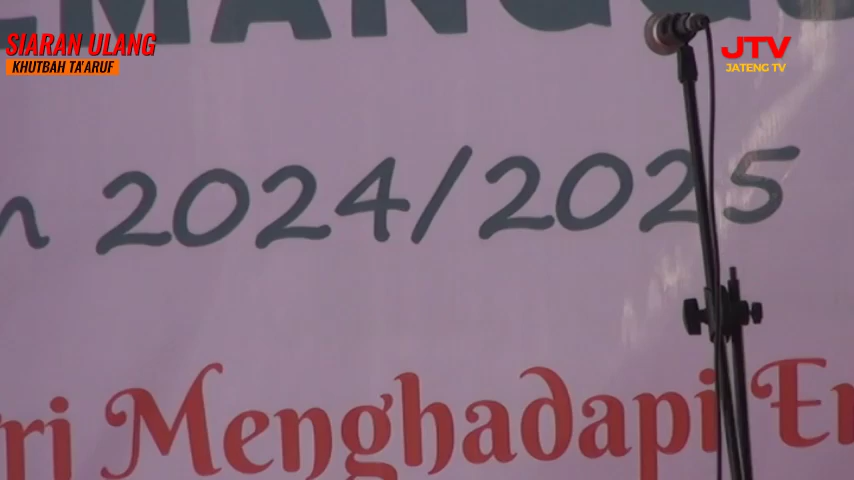 SIARAN ULANG
KHUTBAH TA'ARUF
JTV
JATENG TV
2024/2025
Menghadapi